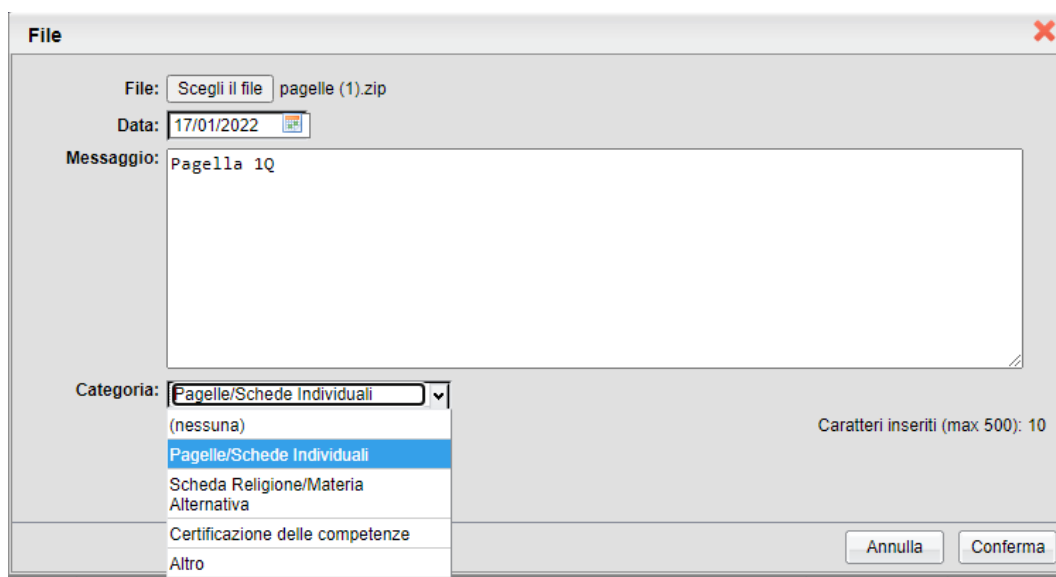 File
File: Scegli il file pagelle (1).zip
Data: 17/01/2022
Messaggio: Pagella 1Q
Categoria: Pagelle/Schede Individuali
(nessuna)
Caratteri inseriti (max 500): 10
Pagelle/Schede Individuali
Scheda Religione/Materia
Alternativa
Certificazione delle competenze
Altro
Annulla Conferma